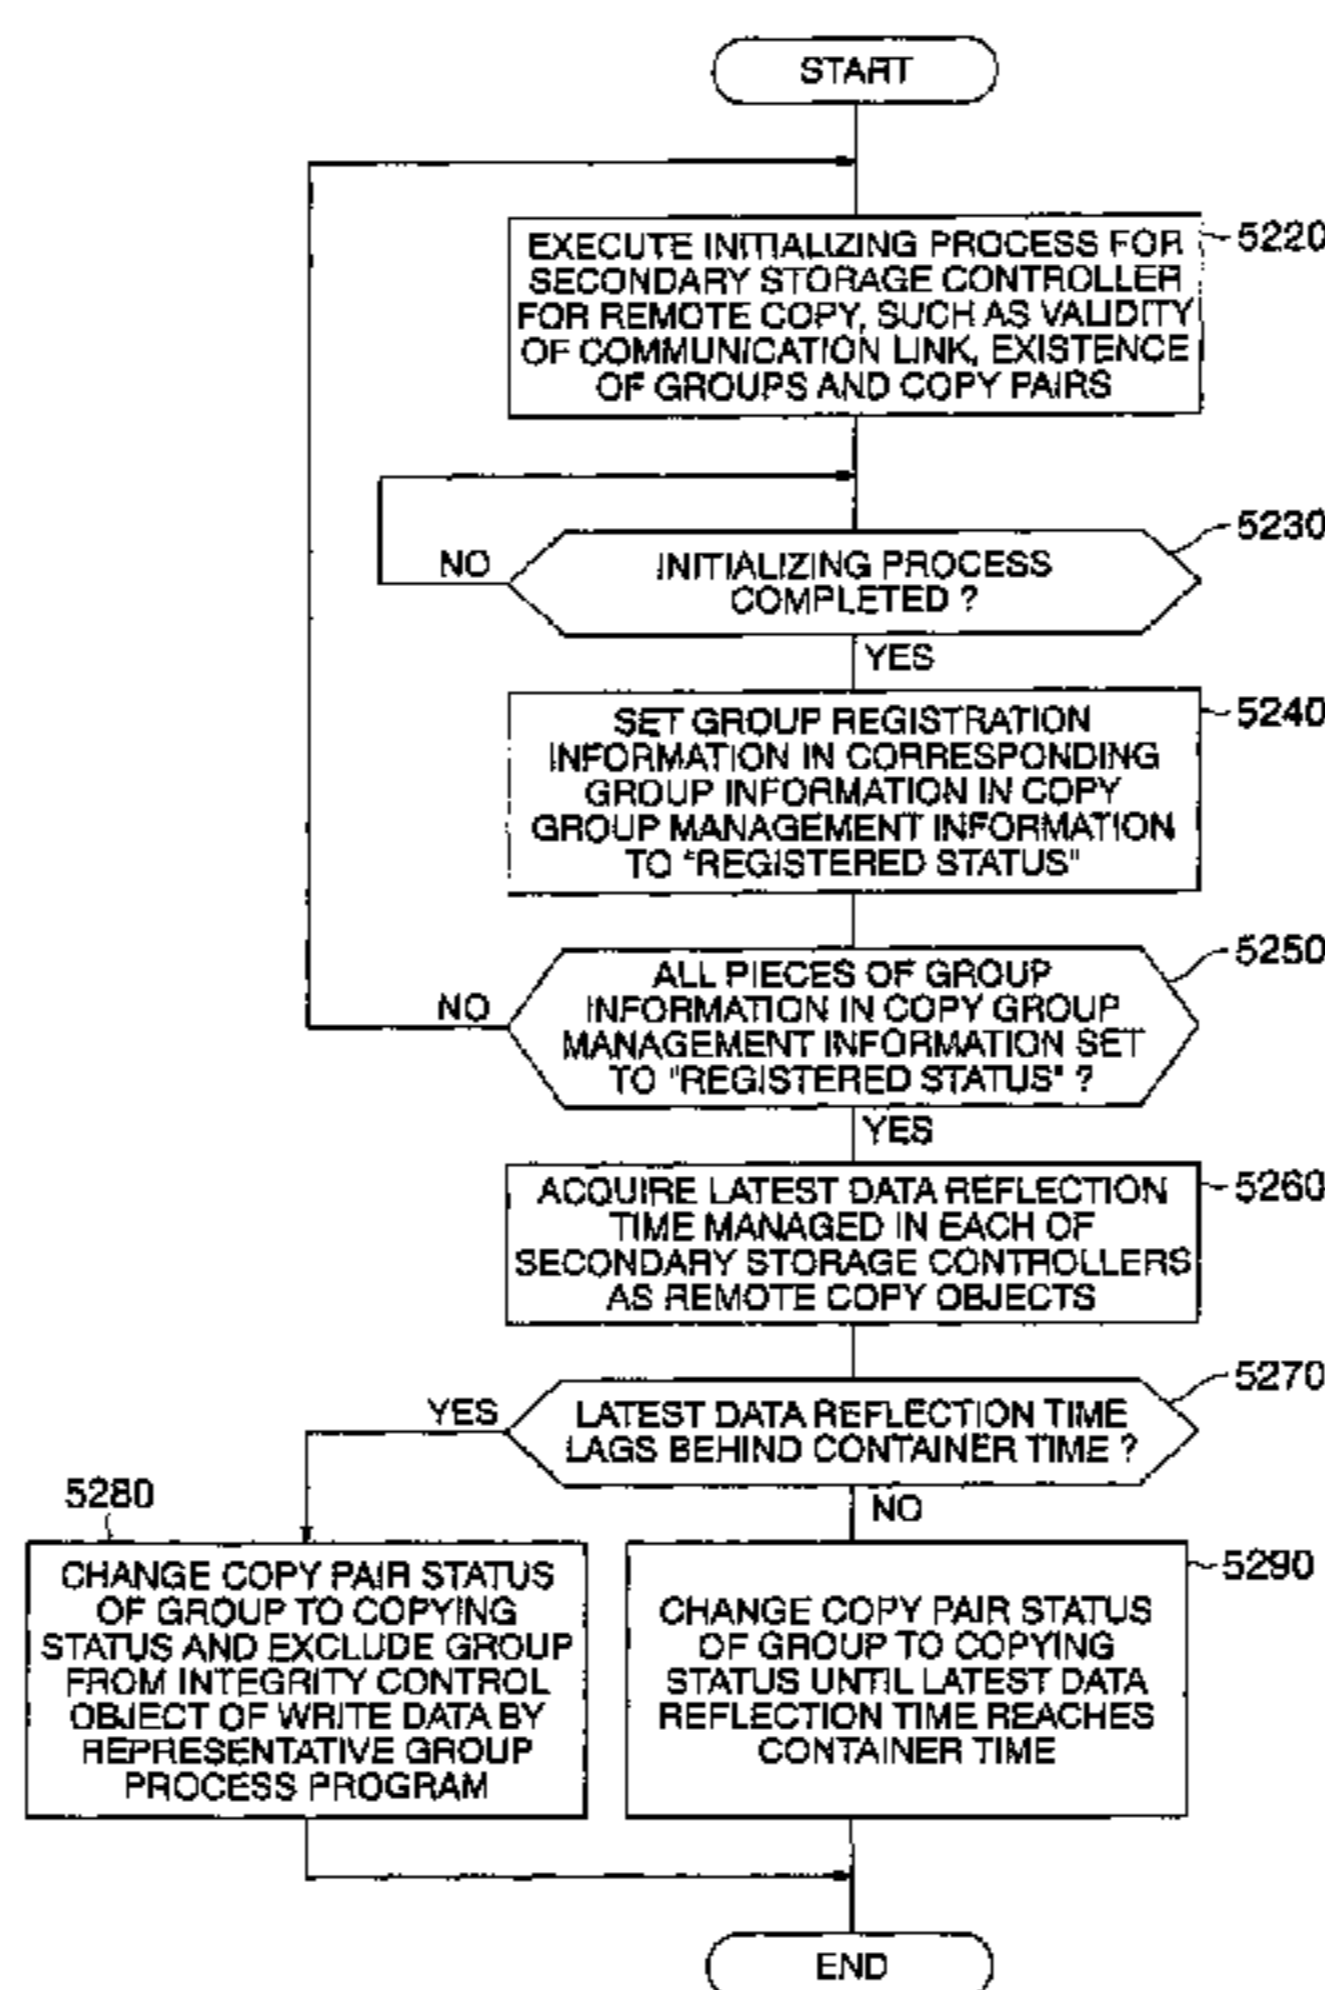 START
EXECUTE INITIALIZING PROCESS FOR
SECONDARY STORAGE CONTROLLER
FOR REMOTE COPY, SUCH AS VALIDITY
OF COMMUNICATION LINK, EXISTENCE
OF GROUPS AND COPY PAIRS
5220
INITIALIZING PROCESS
COMPLETED ?
5230
NO
YES
SET GROUP REGISTRATION
INFORMATION IN CORRESPONDING
GROUP INFORMATION IN COPY
GROUP MANAGEMENT INFORMATION
TO "REGISTERED STATUS"
5240
ALL PIECES OF GROUP
INFORMATION IN COPY GROUP
MANAGEMENT INFORMATION SET
TO "REGISTERED STATUS" ?
5250
NO
YES
ACQUIRE LATEST DATA REFLECTION
TIME MANAGED IN EACH OF
SECONDARY STORAGE CONTROLLERS
AS REMOTE COPY OBJECTS
5260
LATEST DATA REFLECTION TIME
LAGS BEHIND CONTAINER TIME ?
5270
YES
NO
5280
CHANGE COPY PAIR STATUS
OF GROUP TO COPYING
STATUS AND EXCLUDE GROUP
FROM INTEGRITY CONTROL
OBJECT OF WRITE DATA BY
REPRESENTATIVE GROUP
PROCESS PROGRAM
5290
CHANGE COPY PAIR STATUS
OF GROUP TO COPYING
STATUS UNTIL LATEST DATA
REFLECTION TIME REACHES
CONTAINER TIME
END